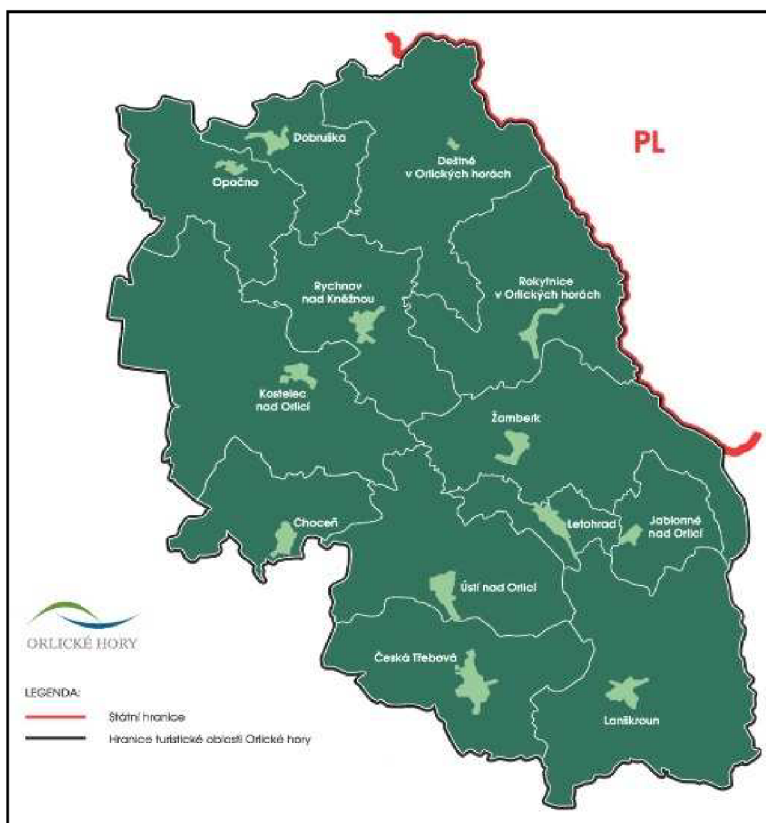 PL
Dobruška
Opočno
Deštné
v Orlických horách
Rychnov
nad Kněžnou
Rokytnice
v Orlických horách
Kostelec
nad Orlicí
Žamberk
Choceň
Letohrad
Jablonné
nad Orlicí
Ústí nad Orlicí
ORLICKÉ HORY
Česká Třebová
Lanškroun
LEGENDA:
Státní hranice
Hranice turistické oblasti Orlické hory